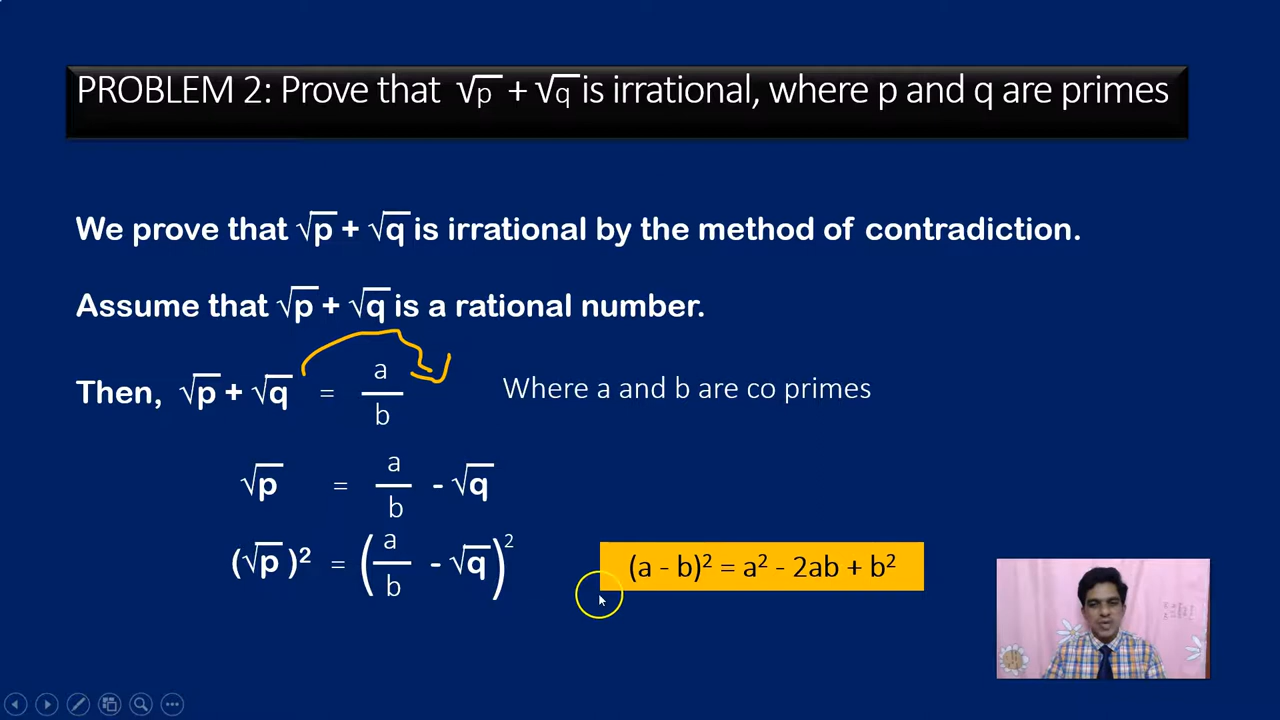 PROBLEM 2: Prove that √p + √q is irrational, where p and q are primes
We prove that √p + √q is irrational by the method of contradiction.
Assume that √p + √q is a rational number.
Then, √p + √q = a/b Where a and b are co primes
√p = a/b - √q
(√p)² = (a/b - √q)² (a - b)² = a² - 2ab + b²